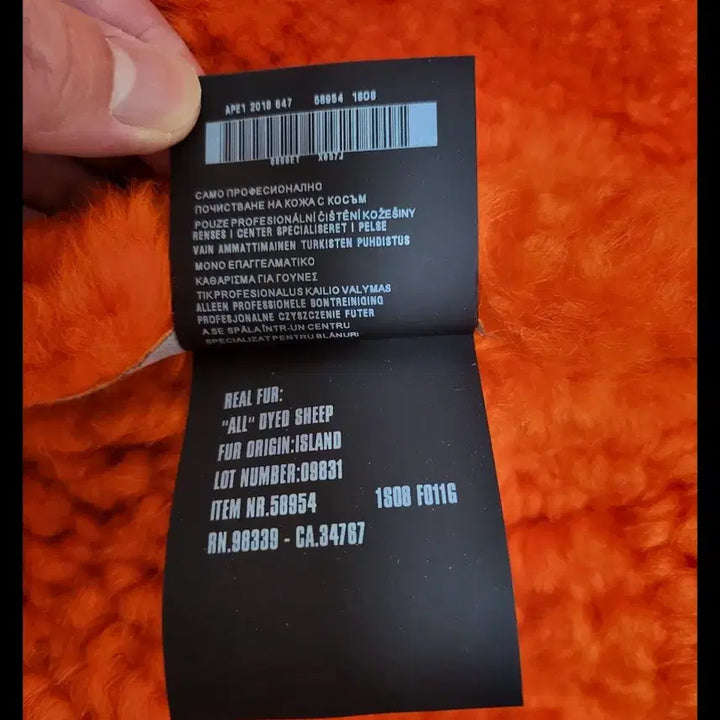 APE1 2018 647 58954 1S08
САМО ПРОФЕСИОНАЛНО
ПОЧИСТВАНЕ НА КОЖА С КОСЪМ
POUZE PROFESIONÁLNÍ ČIŠTĚNÍ KOŽEŠINY
RENSES I CENTER SPECIALISERET I PELSE
VAIN AMMATTIMAINEN TURKISTEN PUHDISTUS
ΜΟΝΟ ΕΠΑΓΓΕΛΜΑΤΙΚΟ
ΚΑΘΑΡΙΣΜΑ ΓΙΑ ΓΟΥΝΕΣ
TIK PROFESIONALUS KAILIO VALYMAS
ALLEEN PROFESSIONELE BONTREINIGING
PROFESJONALNE CZYSZCZENIE FUTER
A SE SPĂLA ÎNTR-UN CENTRU
SPECIALIZAT PENTRU BLĂNURI
REAL FUR:
"ALL" DYED SHEEP
FUR ORIGIN:ISLAND
LOT NUMBER:09831
ITEM NR.58954 1S08 F011G
RN.98339 - CA.34767